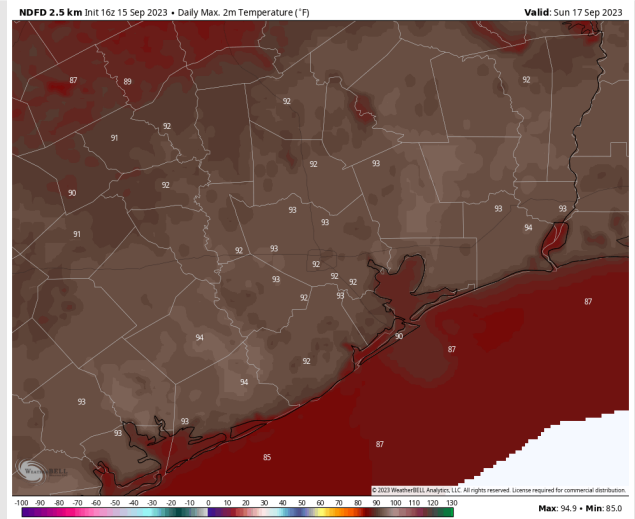 NDFD 2.5 km Init 16z 15 Sep 2023 • Daily Max. 2m Temperature (°F)
Valid: Sun 17 Sep 2023
92
87 89
92
92
91
92 93
92
90
93 93 93
93 94
91
92 93
92
93 92 92
92 93
87
94 90
87
92
94
93
93
93
87
85
WeatherBELL
© 2023 WeatherBELL Analytics, LLC. All rights reserved. License required for commercial distribution.
-100 -90 -80 -70 -60 -50 -40 -30 -20 -10 0 10 20 30 40 50 60 70 80 90 100 110 120 130
Max: 94.9 • Min: 85.0